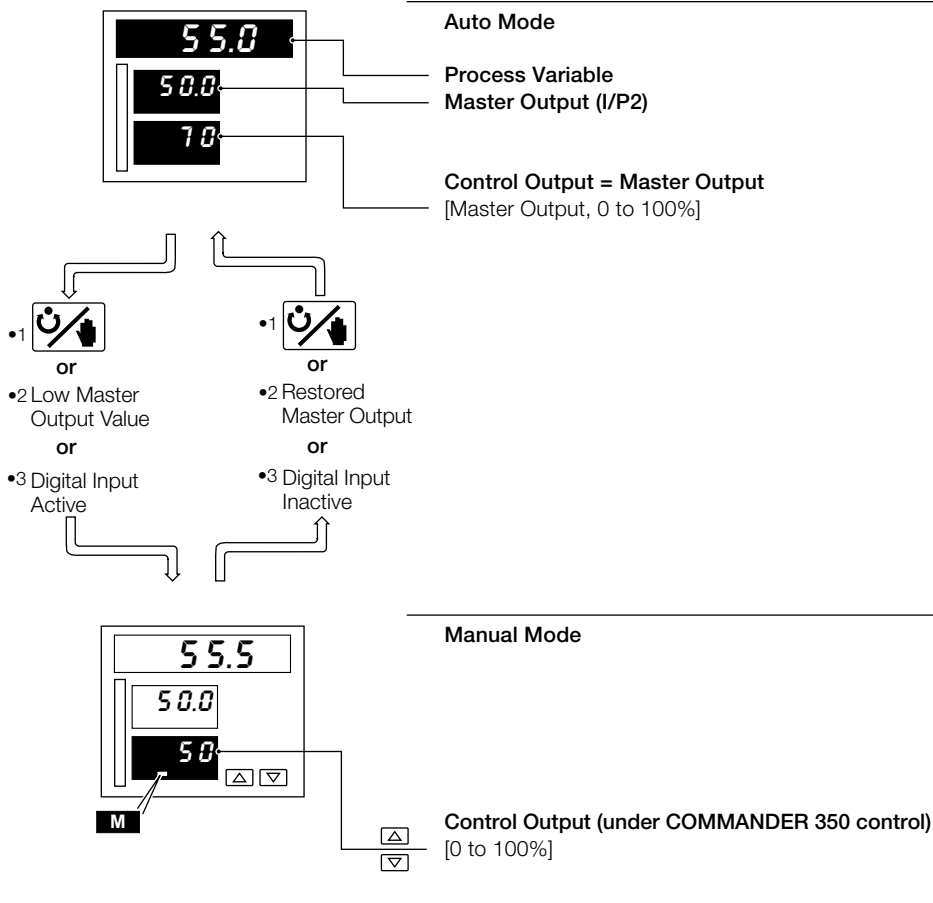 Auto Mode
55.0
Process Variable
50.0
Master Output (I/P2)
70
Control Output = Master Output
[Master Output, 0 to 100%]
•1
or
•2 Low Master
Output Value
or
•3 Digital Input
Active
•1
or
•2 Restored
Master Output
or
•3 Digital Input
Inactive
Manual Mode
55.5
50.0
50
M
Control Output (under COMMANDER 350 control)
[0 to 100%]